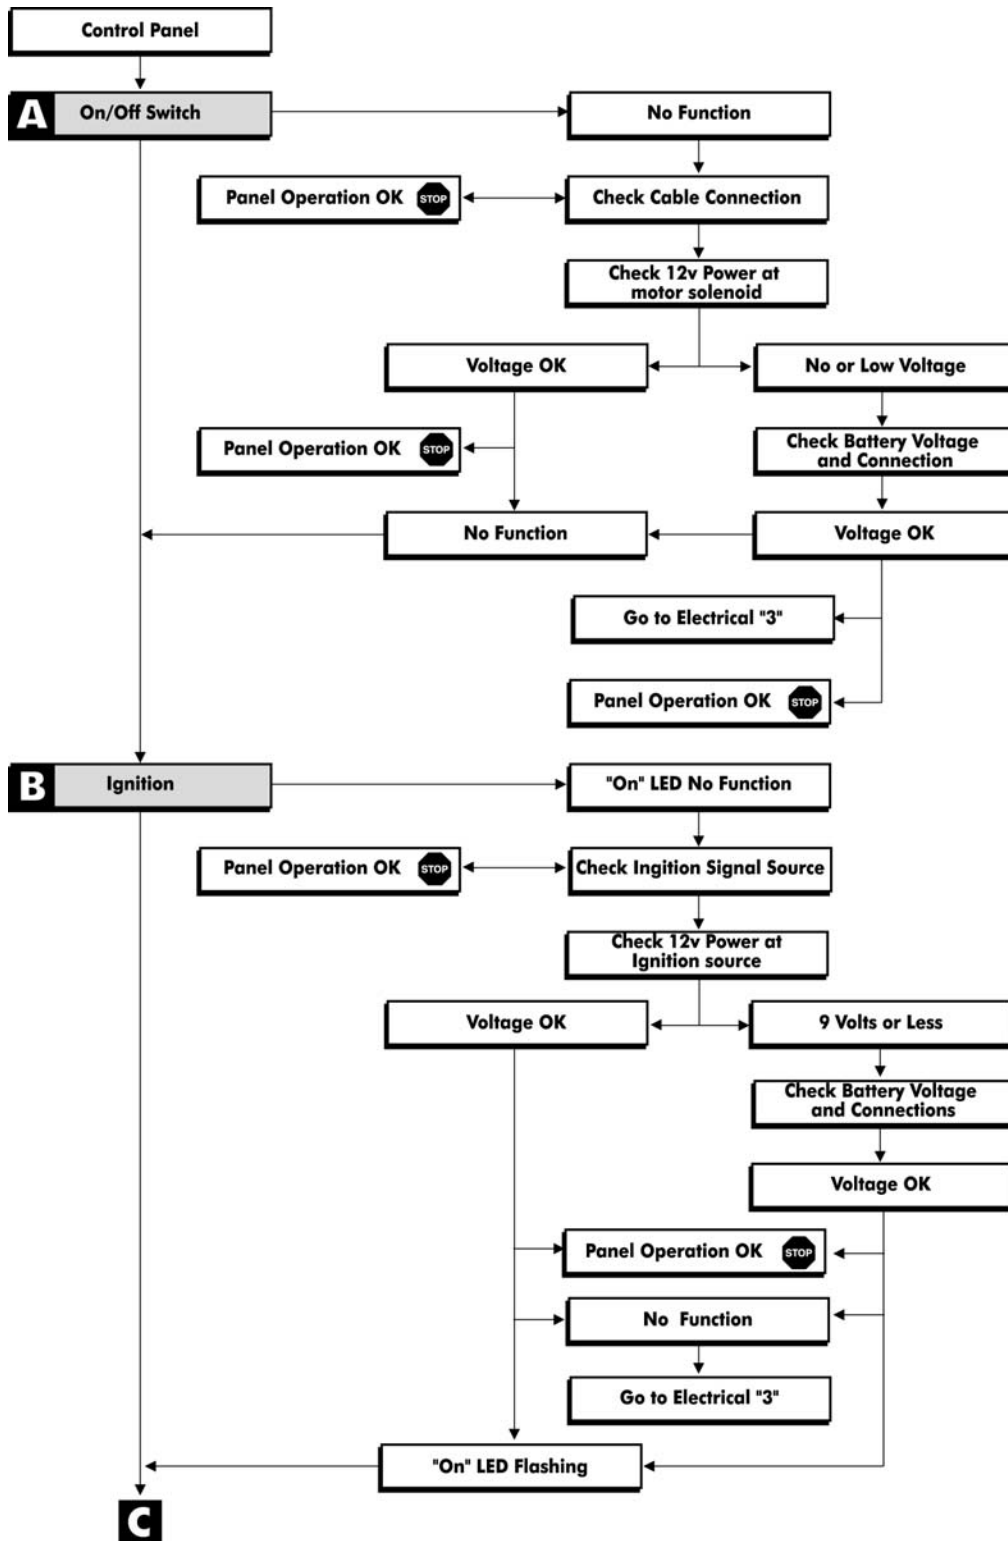 Control Panel
A
On/Off Switch
No Function
Panel Operation OK STOP
Check Cable Connection
Check 12v Power at
motor solenoid
Voltage OK
No or Low Voltage
Panel Operation OK STOP
Check Battery Voltage
and Connection
No Function
Voltage OK
Go to Electrical "3"
Panel Operation OK STOP
B
Ignition
"On" LED No Function
Panel Operation OK STOP
Check Ingition Signal Source
Check 12v Power at
Ignition source
Voltage OK
9 Volts or Less
Check Battery Voltage
and Connections
Voltage OK
Panel Operation OK STOP
No Function
Go to Electrical "3"
"On" LED Flashing
C